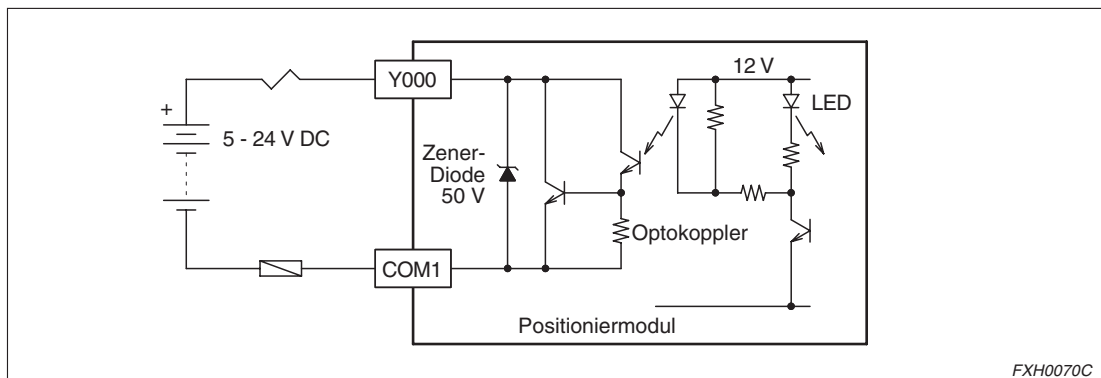 Y000
12 V
LED
+
5 - 24 V DC
Zener-
Diode
50 V
Optokoppler
COM1
Positioniermodul
FXH0070C